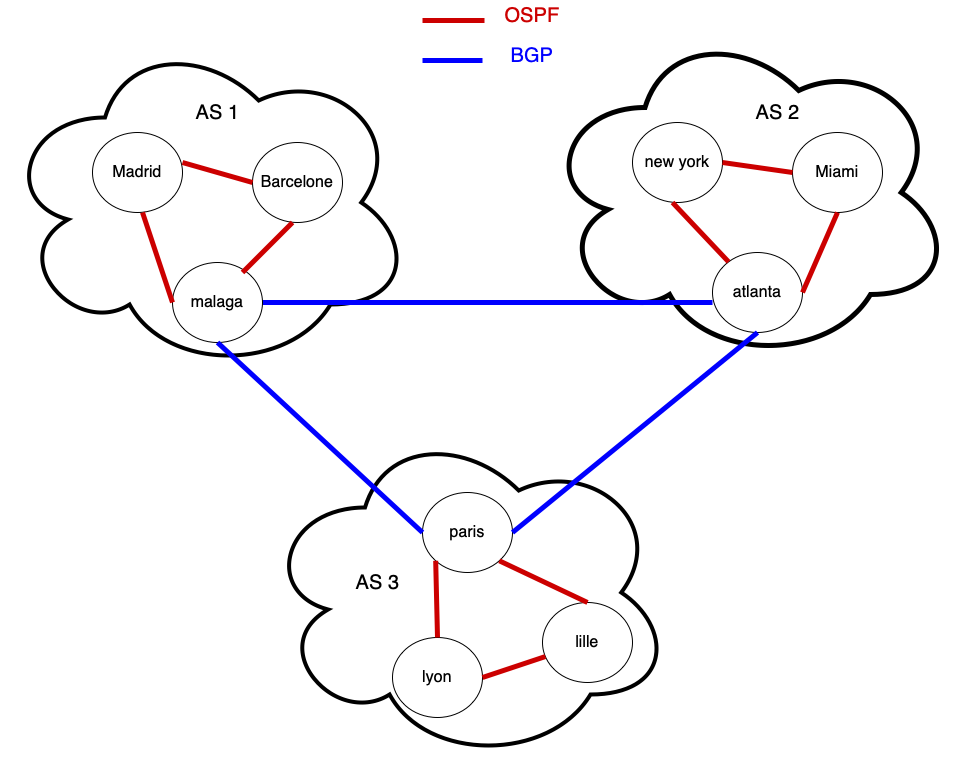 OSPF
BGP
AS 1
AS 2
Madrid
Barcelone
new york
Miami
malaga
atlanta
paris
AS 3
lille
lyon